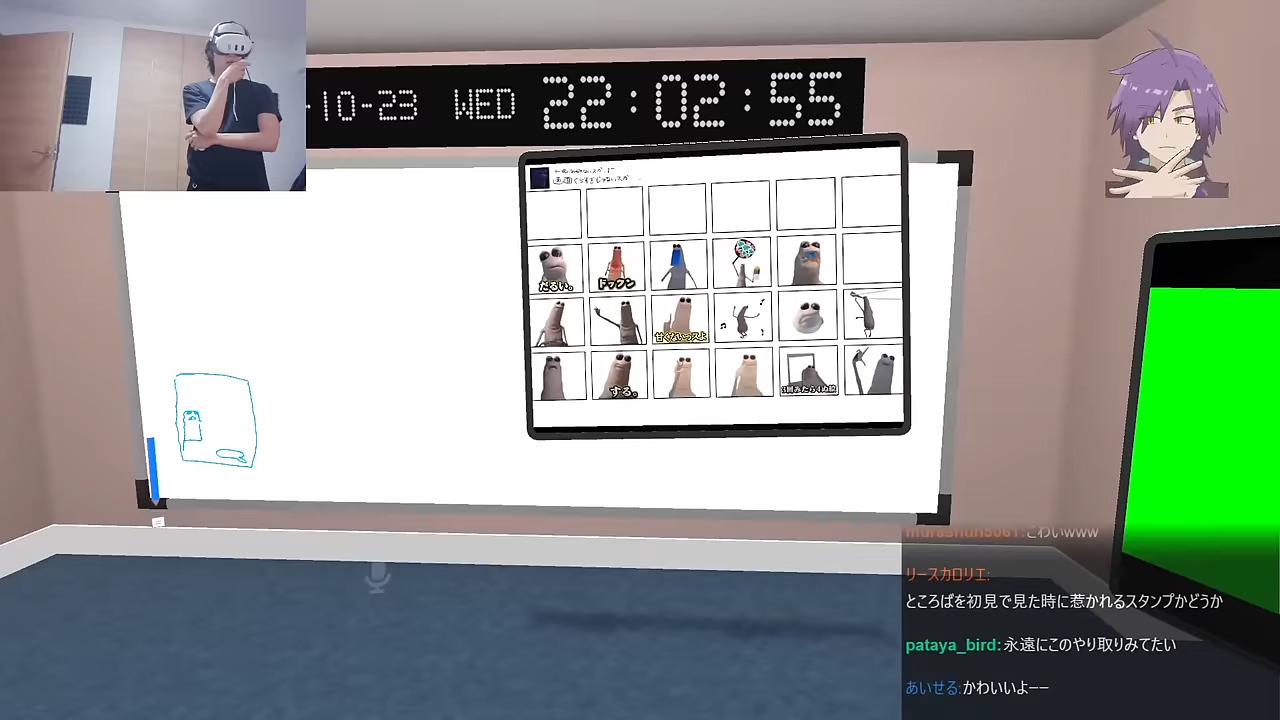 -10-23 WED 22:02:55
だるい。
ドックン
甘くないっスよ
する。
murashun5061:こわいwww
リースカロリエ:
ところぱを初見で見た時に惹かれるスタンプかどうか
pataya_bird:永遠にこのやり取りみてたい
あいせる:かわいいよーー